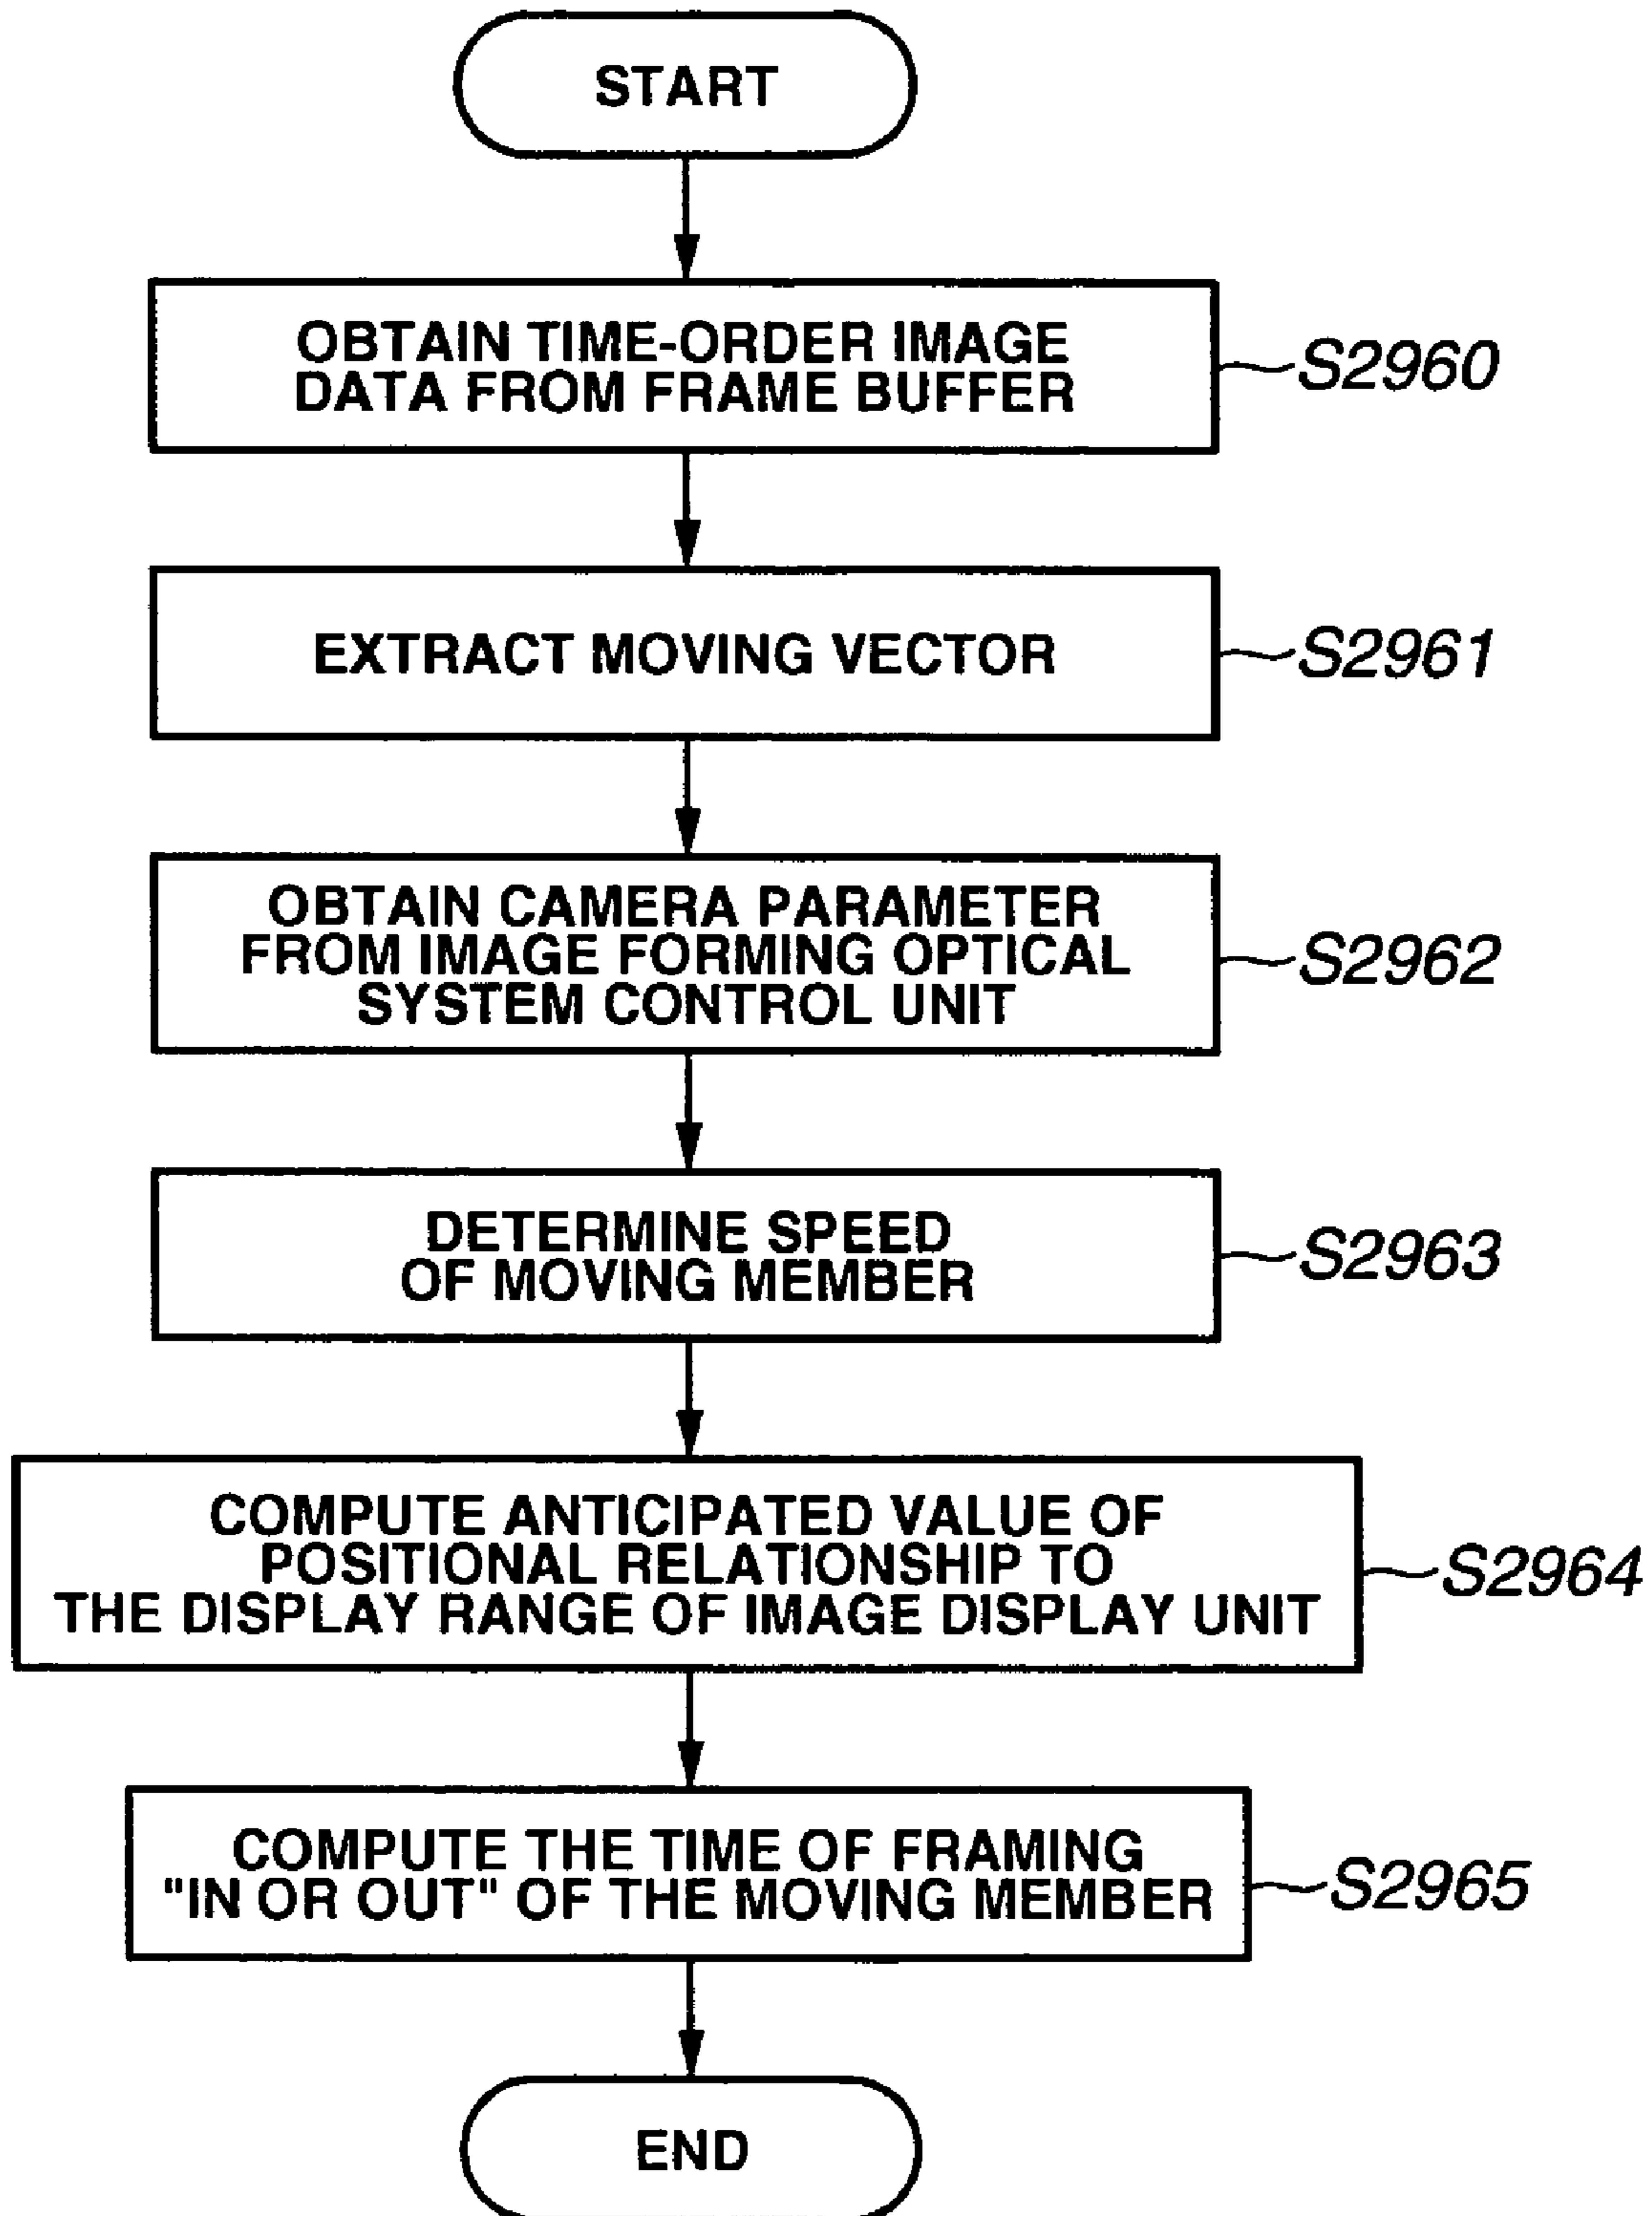 START
OBTAIN TIME-ORDER IMAGE
DATA FROM FRAME BUFFER
S2960
EXTRACT MOVING VECTOR
S2961
OBTAIN CAMERA PARAMETER
FROM IMAGE FORMING OPTICAL
SYSTEM CONTROL UNIT
S2962
DETERMINE SPEED
OF MOVING MEMBER
S2963
COMPUTE ANTICIPATED VALUE OF
POSITIONAL RELATIONSHIP TO
THE DISPLAY RANGE OF IMAGE DISPLAY UNIT
S2964
COMPUTE THE TIME OF FRAMING
"IN OR OUT" OF THE MOVING MEMBER
S2965
END